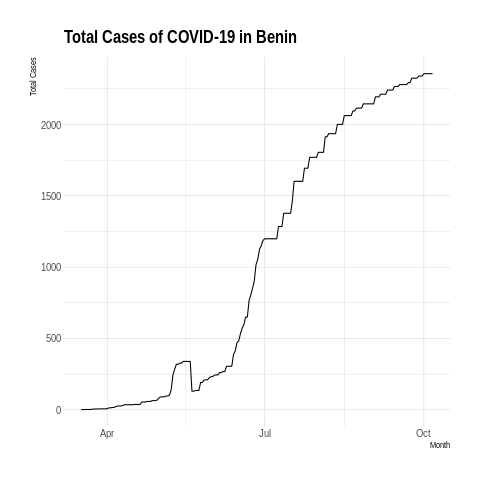 Total Cases of COVID-19 in Benin
Total Cases
2000
1500
1000
500
0
Apr
Jul
Oct
Month